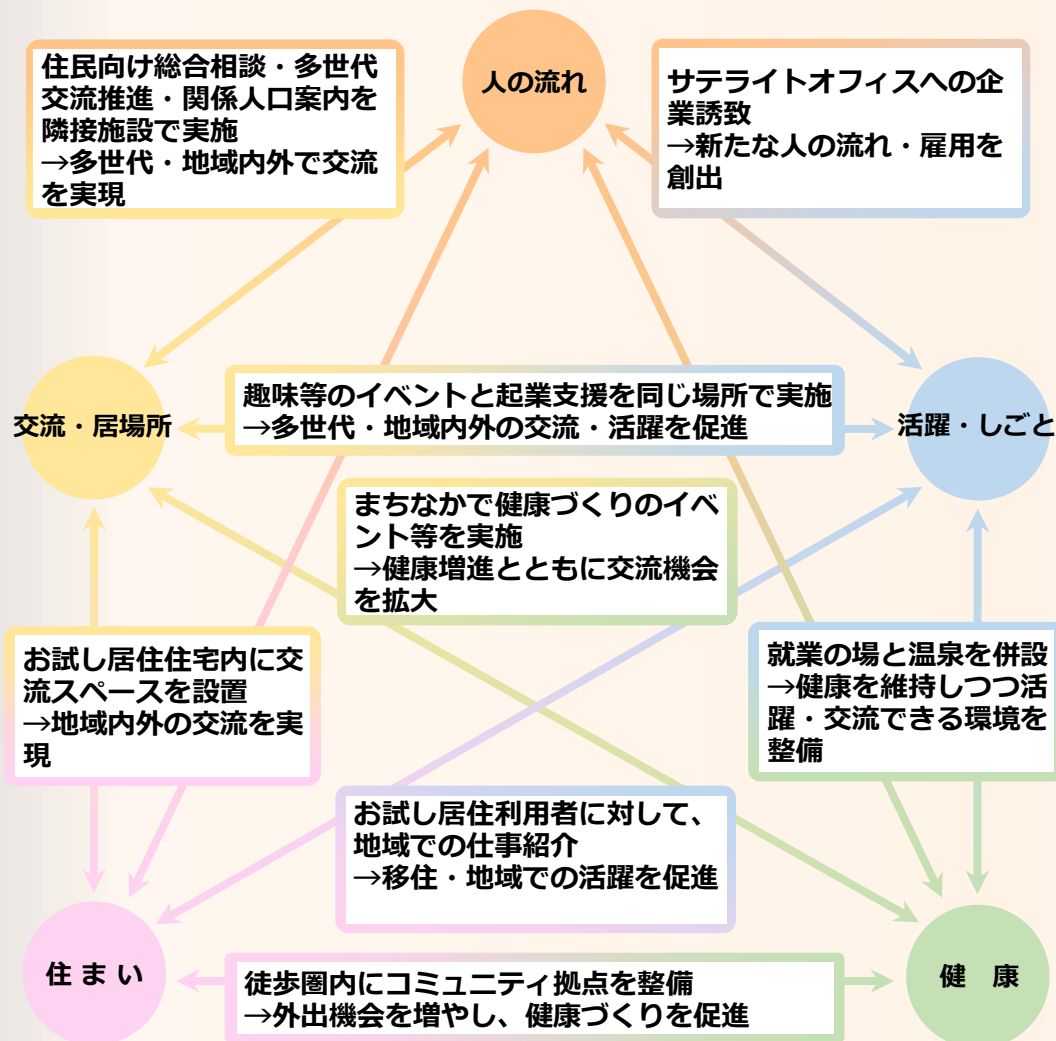 人の流れ
住民向け総合相談・多世代
交流推進・関係人口案内を
隣接施設で実施
→多世代・地域内外で交流
を実現
サテライトオフィスへの企
業誘致
→新たな人の流れ・雇用を
創出
交流・居場所
趣味等のイベントと起業支援を同じ場所で実施
→多世代・地域内外の交流・活躍を促進
活躍・しごと
まちなかで健康づくりのイベ
ント等を実施
→健康増進とともに交流機会
を拡大
お試し居住住宅内に交
流スペースを設置
→地域内外の交流を実
現
就業の場と温泉を併設
→健康を維持しつつ活
躍・交流できる環境を
整備
お試し居住利用者に対して、
地域での仕事紹介
→移住・地域での活躍を促進
住 ま い
徒歩圏内にコミュニティ拠点を整備
→外出機会を増やし、健康づくりを促進
健　康